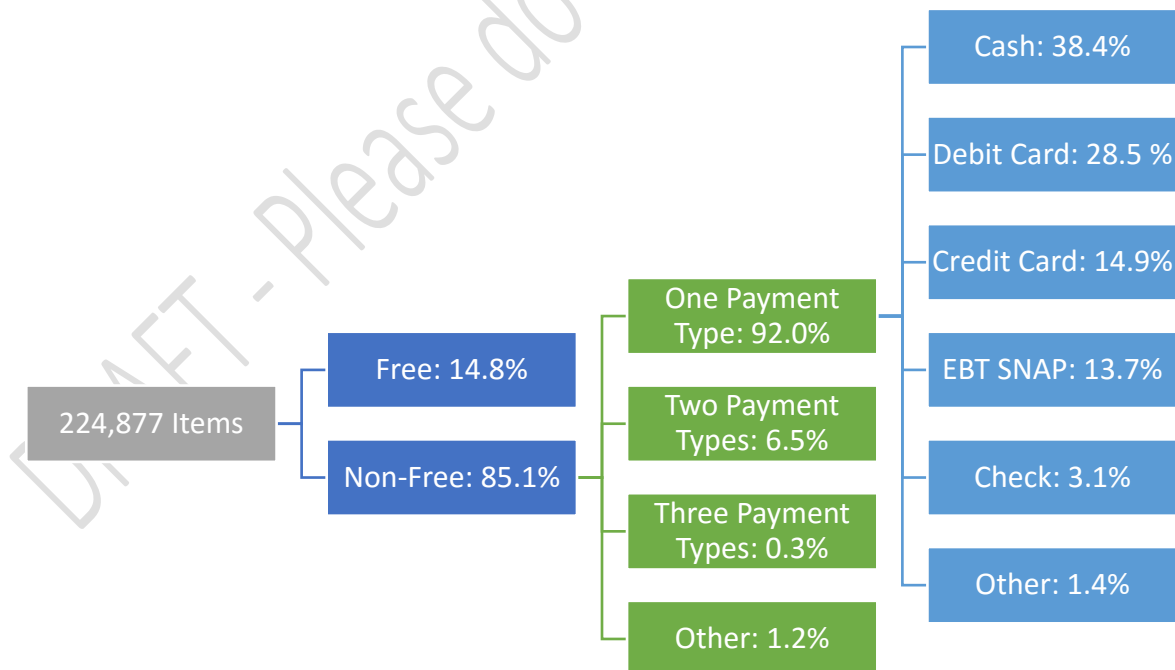 DRAFT - Please do
224,877 Items
Free: 14.8%
Non-Free: 85.1%
One Payment
Type: 92.0%
Two Payment
Types: 6.5%
Three Payment
Types: 0.3%
Other: 1.2%
Cash: 38.4%
Debit Card: 28.5 %
Credit Card: 14.9%
EBT SNAP: 13.7%
Check: 3.1%
Other: 1.4%